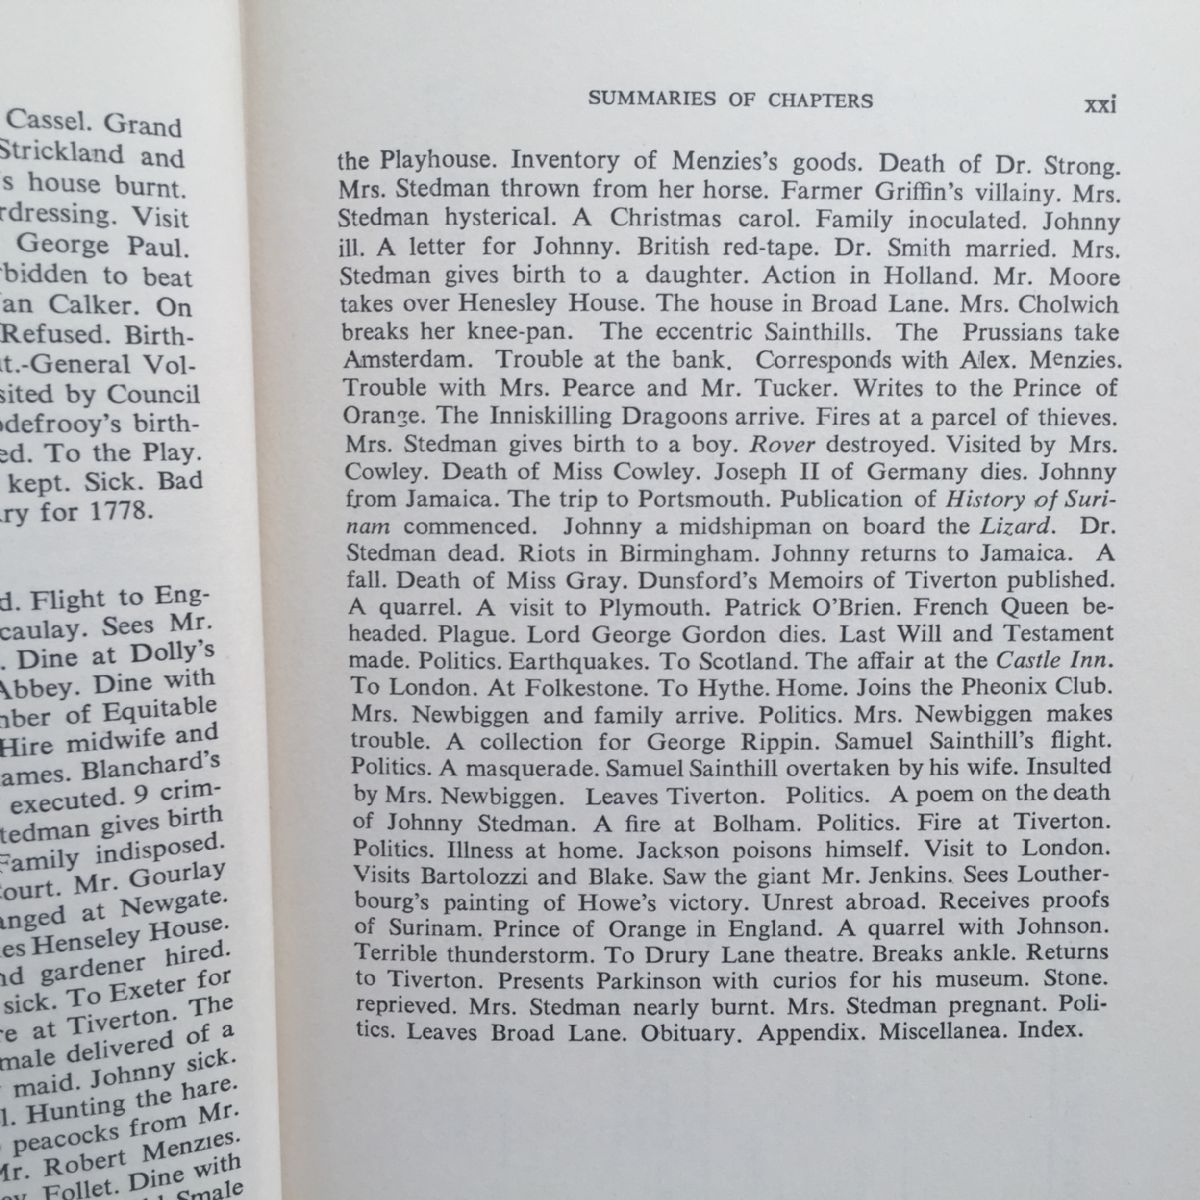 Cassel. Grand
Strickland and
's house burnt.
Visit
George Paul.
to beat
Calker. On
Refused. Birth-
t.-General Vol-
by Council
birth-
To the Play.
kept. Sick. Bad
for 1778.
Flight to Eng-
Sees Mr.
. Dine at Dolly's
Abbey. Dine with
of Equitable
Hire midwife and
Blanchard's
executed. 9 crim-
gives birth
Family indisposed.
Court. Mr. Gourlay
at Newgate.
Henseley House.
gardener hired.
sick. To Exeter for
at Tiverton. The
delivered of a
maid. Johnny sick.
Hunting the hare.
peacocks from Mr.
Mr. Robert Menzies.
Follet. Dine with
Smale
SUMMARIES OF CHAPTERS xxi
the Playhouse. Inventory of Menzies's goods. Death of Dr. Strong.
Mrs. Stedman thrown from her horse. Farmer Griffin's villainy. Mrs.
Stedman hysterical. A Christmas carol. Family inoculated. Johnny
ill. A letter for Johnny. British red-tape. Dr. Smith married. Mrs.
Stedman gives birth to a daughter. Action in Holland. Mr. Moore
takes over Henesley House. The house in Broad Lane. Mrs. Cholwich
breaks her knee-pan. The eccentric Sainthills. The Prussians take
Amsterdam. Trouble at the bank. Corresponds with Alex. Menzies.
Trouble with Mrs. Pearce and Mr. Tucker. Writes to the Prince of
Orange. The Inniskilling Dragoons arrive. Fires at a parcel of thieves.
Mrs. Stedman gives birth to a boy. Rover destroyed. Visited by Mrs.
Cowley. Death of Miss Cowley. Joseph II of Germany dies. Johnny
from Jamaica. The trip to Portsmouth. Publication of History of Suri-
nam commenced. Johnny a midshipman on board the Lizard. Dr.
Stedman dead. Riots in Birmingham. Johnny returns to Jamaica. A
fall. Death of Miss Gray. Dunsford's Memoirs of Tiverton published.
A quarrel. A visit to Plymouth. Patrick O'Brien. French Queen be-
headed. Plague. Lord George Gordon dies. Last Will and Testament
made. Politics. Earthquakes. To Scotland. The affair at the Castle Inn.
To London. At Folkestone. To Hythe. Home. Joins the Pheonix Club.
Mrs. Newbiggen and family arrive. Politics. Mrs. Newbiggen makes
trouble. A collection for George Rippin. Samuel Sainthill's flight.
Politics. A masquerade. Samuel Sainthill overtaken by his wife. Insulted
by Mrs. Newbiggen. Leaves Tiverton. Politics. A poem on the death
of Johnny Stedman. A fire at Bolham. Politics. Fire at Tiverton.
Politics. Illness at home. Jackson poisons himself. Visit to London.
Visits Bartolozzi and Blake. Saw the giant Mr. Jenkins. Sees Louther-
bourg's painting of Howe's victory. Unrest abroad. Receives proofs
of Surinam. Prince of Orange in England. A quarrel with Johnson.
Terrible thunderstorm. To Drury Lane theatre. Breaks ankle. Returns
to Tiverton. Presents Parkinson with curios for his museum. Stone.
reprieved. Mrs. Stedman nearly burnt. Mrs. Stedman pregnant. Poli-
tics. Leaves Broad Lane. Obituary. Appendix. Miscellanea. Index.